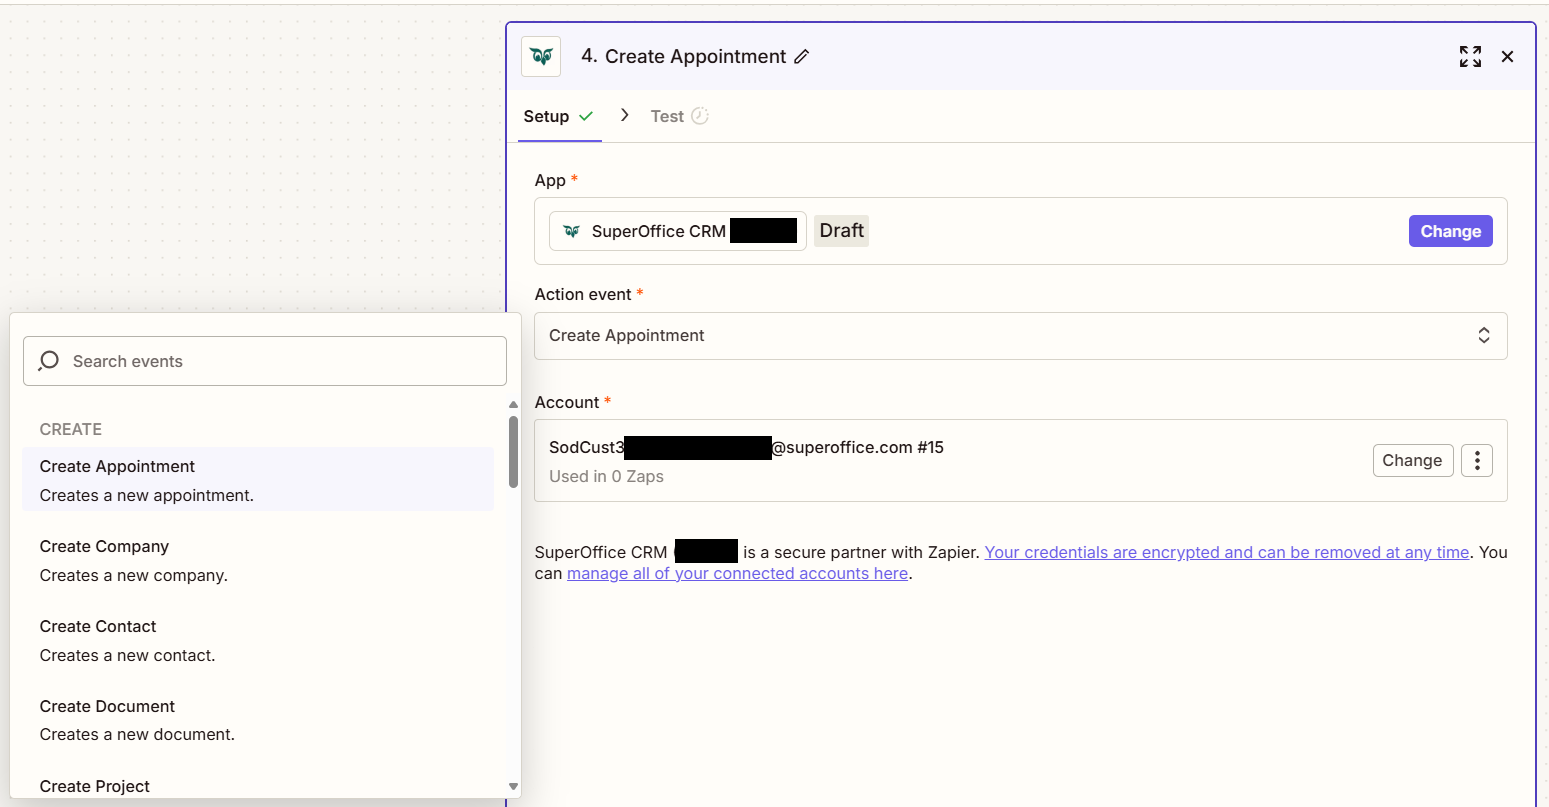 4. Create Appointment
Setup
Test
App *
SuperOffice CRM
Draft
Change
Action event *
Create Appointment
Account *
SodCust3
@superoffice.com #15
Used in 0 Zaps
Change
SuperOffice CRM
is a secure partner with Zapier. Your credentials are encrypted and can be removed at any time. You
can manage all of your connected accounts here.
Search events
CREATE
Create Appointment
Creates a new appointment.
Create Company
Creates a new company.
Create Contact
Creates a new contact.
Create Document
Creates a new document.
Create Project